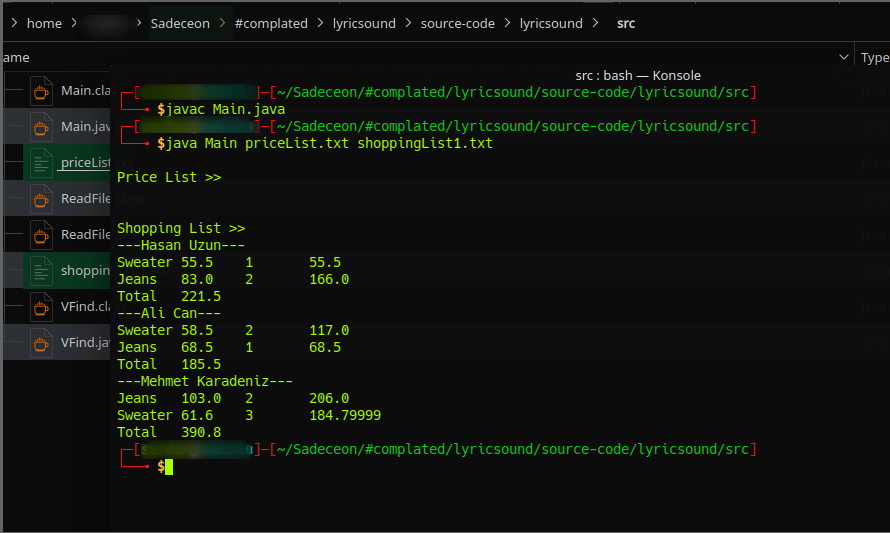 > home > > Sadeceon > #complated > lyricsound > source-code > lyricsound > src
ame
Type
src : bash — Konsole
Main.cla
Main.jav
priceList
ReadFile
ReadFile
shoppin
VFind.cla
VFind.jav
[ ]─[~/Sadeceon/#complated/lyricsound/source-code/lyricsound/src]
$javac Main.java
[ ]─[~/Sadeceon/#complated/lyricsound/source-code/lyricsound/src]
$java Main priceList.txt shoppingList1.txt
Price List >>
Shopping List >>
---Hasan Uzun---
Sweater 55.5 1 55.5
Jeans 83.0 2 166.0
Total 221.5
---Ali Can---
Sweater 58.5 2 117.0
Jeans 68.5 1 68.5
Total 185.5
---Mehmet Karadeniz---
Jeans 103.0 2 206.0
Sweater 61.6 3 184.79999
Total 390.8
[ ]─[~/Sadeceon/#complated/lyricsound/source-code/lyricsound/src]
$